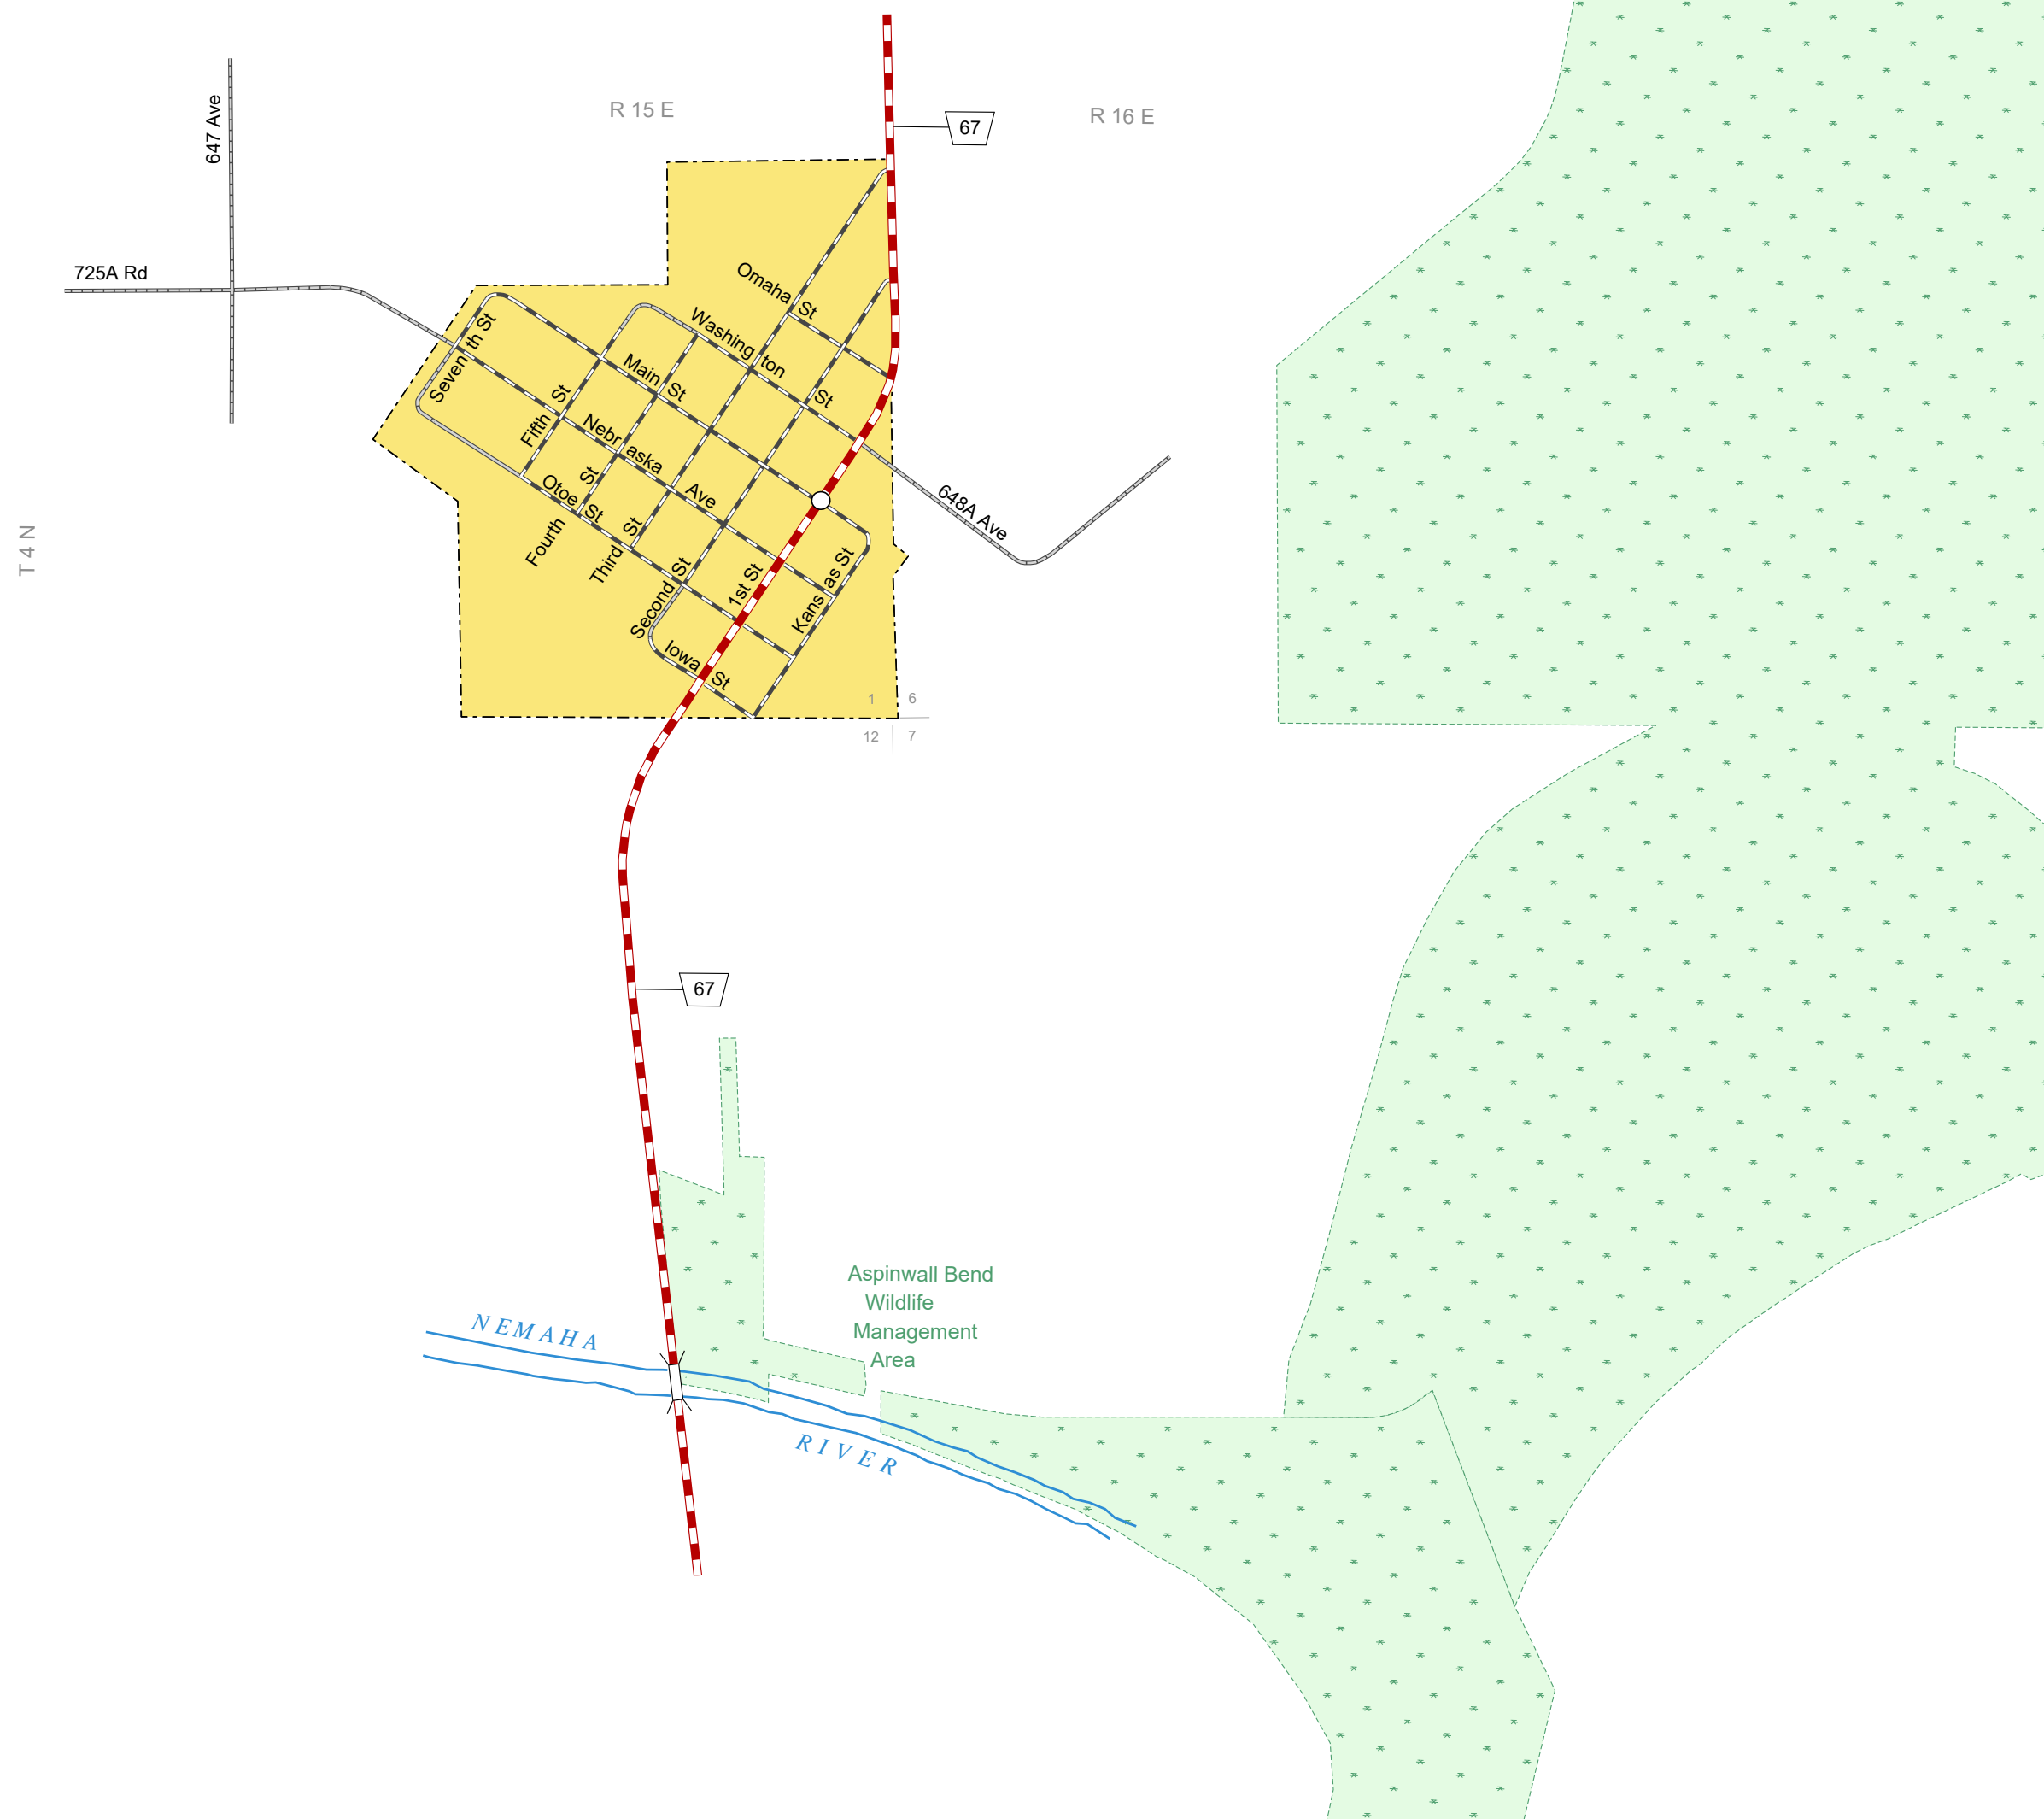 647 Ave
R 15 E
R 16 E
67
725A Rd
Omaha St
Washington St
Seventh St
Main St
Fifth St
Nebraska Ave
Otoe St
Fourth St
Third St
648A Ave
T 4 N
Second St
1st St
Kansas St
Iowa St
1
6
12
7
67
Aspinwall Bend
Wildlife
Management
Area
NEMAHA
RIVER